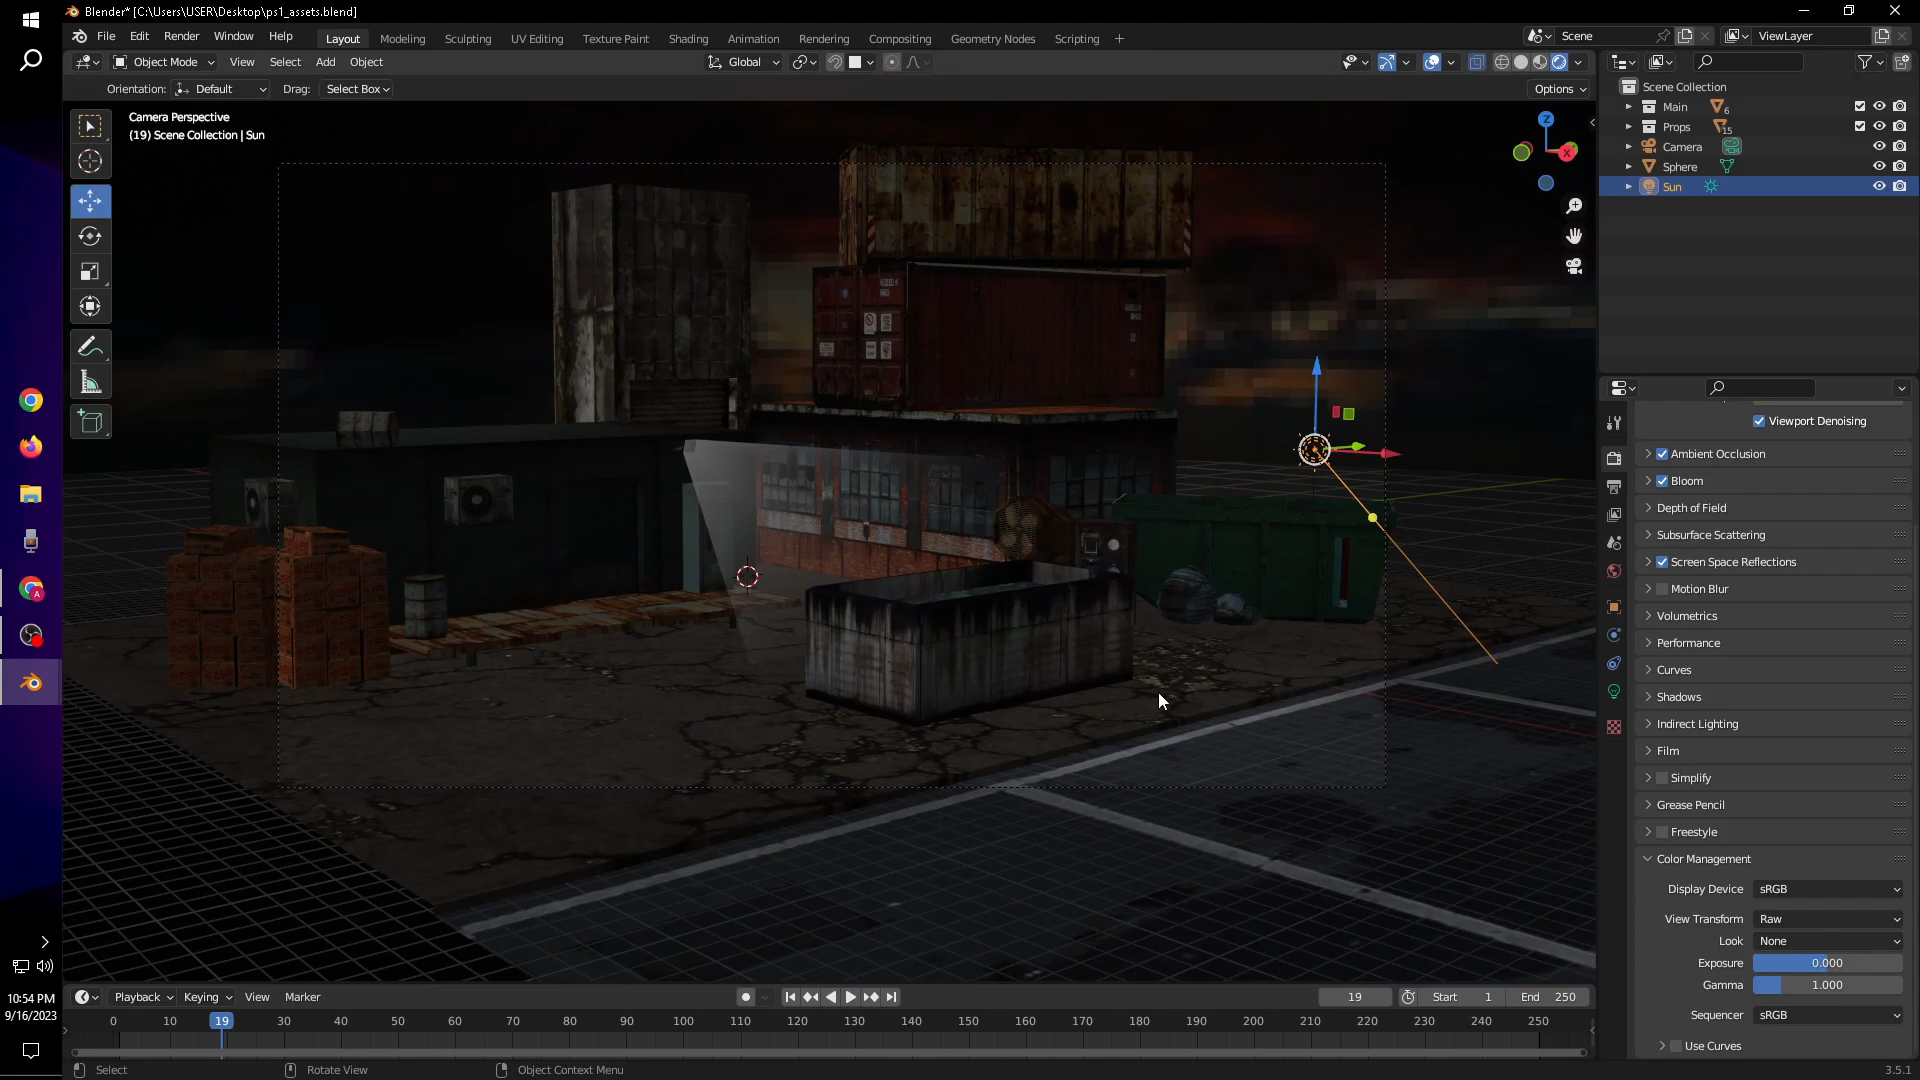 Blender* [C:\Users\USER\Desktop\ps1_assets.blend]
File Edit Render Window Help
Layout Modeling Sculpting UV Editing Texture Paint Shading Animation Rendering Compositing Geometry Nodes Scripting +
Scene
ViewLayer
Object Mode View Select Add Object
Global
Orientation: Default Drag: Select Box
Options
Camera Perspective
(19) Scene Collection | Sun
Z
X
Scene Collection
Main 6
Props 15
Camera
Sphere
Sun
Viewport Denoising
Ambient Occlusion
Bloom
Depth of Field
Subsurface Scattering
Screen Space Reflections
Motion Blur
Volumetrics
Performance
Curves
Shadows
Indirect Lighting
Film
Simplify
Grease Pencil
Freestyle
Color Management
Display Device sRGB
View Transform Raw
Look None
Exposure 0.000
Gamma 1.000
Sequencer sRGB
Use Curves
Playback Keying View Marker
19
Start 1
End 250
0 10 19 30 40 50 60 70 80 90 100 110 120 130 140 150 160 170 180 190 200 210 220 230 240 250
Select Rotate View Object Context Menu
3.5.1
10:54 PM
9/16/2023